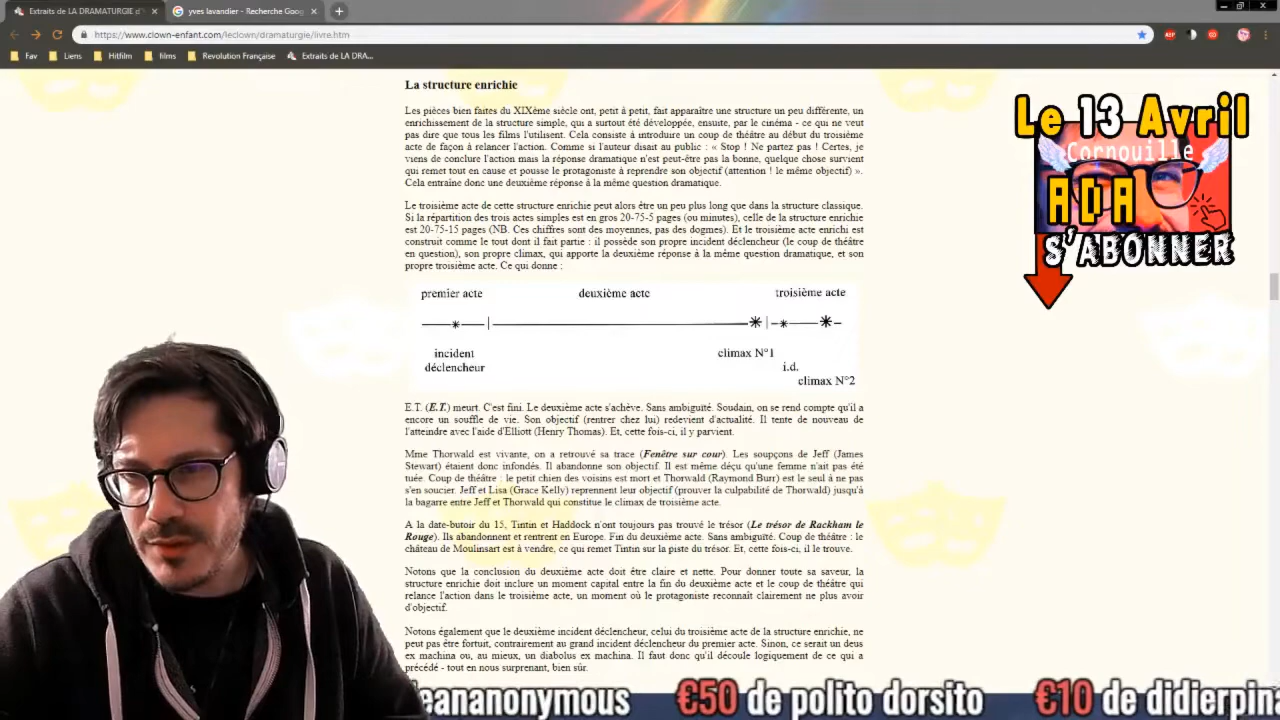 Extraits de LA DRAMATURGIE d'
yves lavandier - Recherche Goog
https://www.clown-enfant.com/leclown/dramaturgie/livre.htm
Fav
Liens
Hitfilm
films
Revolution Française
Extraits de LA DRA...
La structure enrichie
Les pièces bien faites du XIXème siècle ont, petit à petit, fait apparaître une structure un peu différente, un
enrichissement de la structure simple, qui a surtout été développée, ensuite, par le cinéma - ce qui ne veut
pas dire que tous les films l'utilisent. Cela consiste à introduire un coup de théâtre au début du troisième
acte de façon à relancer l'action. Comme si l'auteur disait au public : « Stop ! Ne partez pas ! Certes, je
viens de conclure l'action mais la réponse dramatique n'est peut-être pas la bonne, quelque chose survient
qui remet tout en cause et pousse le protagoniste à reprendre son objectif (attention ! le même objectif) ».
Cela entraîne donc une deuxième réponse à la même question dramatique.
Le troisième acte de cette structure enrichie peut alors être un peu plus long que dans la structure classique.
Si la répartition des trois actes simples est en gros 20-75-5 pages (ou minutes), celle de la structure enrichie
est 20-75-15 pages (NB. Ces chiffres sont des moyennes, pas des dogmes). Et le troisième acte enrichi est
construit comme le tout dont il fait partie : il possède son propre incident déclencheur (le coup de théâtre
en question), son propre climax, qui apporte la deuxième réponse à la même question dramatique, et son
propre troisième acte. Ce qui donne :
premier acte
deuxième acte
troisième acte
incident
déclencheur
climax N°1
i.d.
climax N°2
E.T. (E.T.) meurt. C'est fini. Le deuxième acte s'achève. Sans ambiguïté. Soudain, on se rend compte qu'il a
encore un souffle de vie. Son objectif (rentrer chez lui) redevient d'actualité. Il tente de nouveau de
l'atteindre avec l'aide d'Elliott (Henry Thomas). Et, cette fois-ci, il y parvient.
Mme Thorwald est vivante, on a retrouvé sa trace (Fenêtre sur cour). Les soupçons de Jeff (James
Stewart) étaient donc infondés. Il abandonne son objectif. Il est même déçu qu'une femme n'ait pas été
tuée. Coup de théâtre : le petit chien des voisins est mort et Thorwald (Raymond Burr) est le seul à ne pas
s'en soucier. Jeff et Lisa (Grace Kelly) reprennent leur objectif (prouver la culpabilité de Thorwald) jusqu'à
la bagarre entre Jeff et Thorwald qui constitue le climax de troisième acte.
A la date-butoir du 15, Tintin et Haddock n'ont toujours pas trouvé le trésor (Le trésor de Rackham le
Rouge). Ils abandonnent et rentrent en Europe. Fin du deuxième acte. Sans ambiguïté. Coup de théâtre : le
château de Moulinsart est à vendre, ce qui remet Tintin sur la piste du trésor. Et, cette fois-ci, il le trouve.
Notons que la conclusion du deuxième acte doit être claire et nette. Pour donner toute sa saveur, la
structure enrichie doit inclure un moment capital entre la fin du deuxième acte et le coup de théâtre qui
relance l'action dans le troisième acte, un moment où le protagoniste reconnaît clairement ne plus avoir
d'objectif.
Notons également que le deuxième incident déclencheur, celui du troisième acte de la structure enrichie, ne
peut pas être fortuit, contrairement au grand incident déclencheur du premier acte. Sinon, ce serait un deus
ex machina ou, au mieux, un diabolus ex machina. Il faut donc qu'il découle logiquement de ce qui a
précédé - tout en nous surprenant, bien sûr.
Le 13 Avril
Cornouille
ADA
S'ABONNER
eananonymous €50 de polito dorsito €10 de didierpina